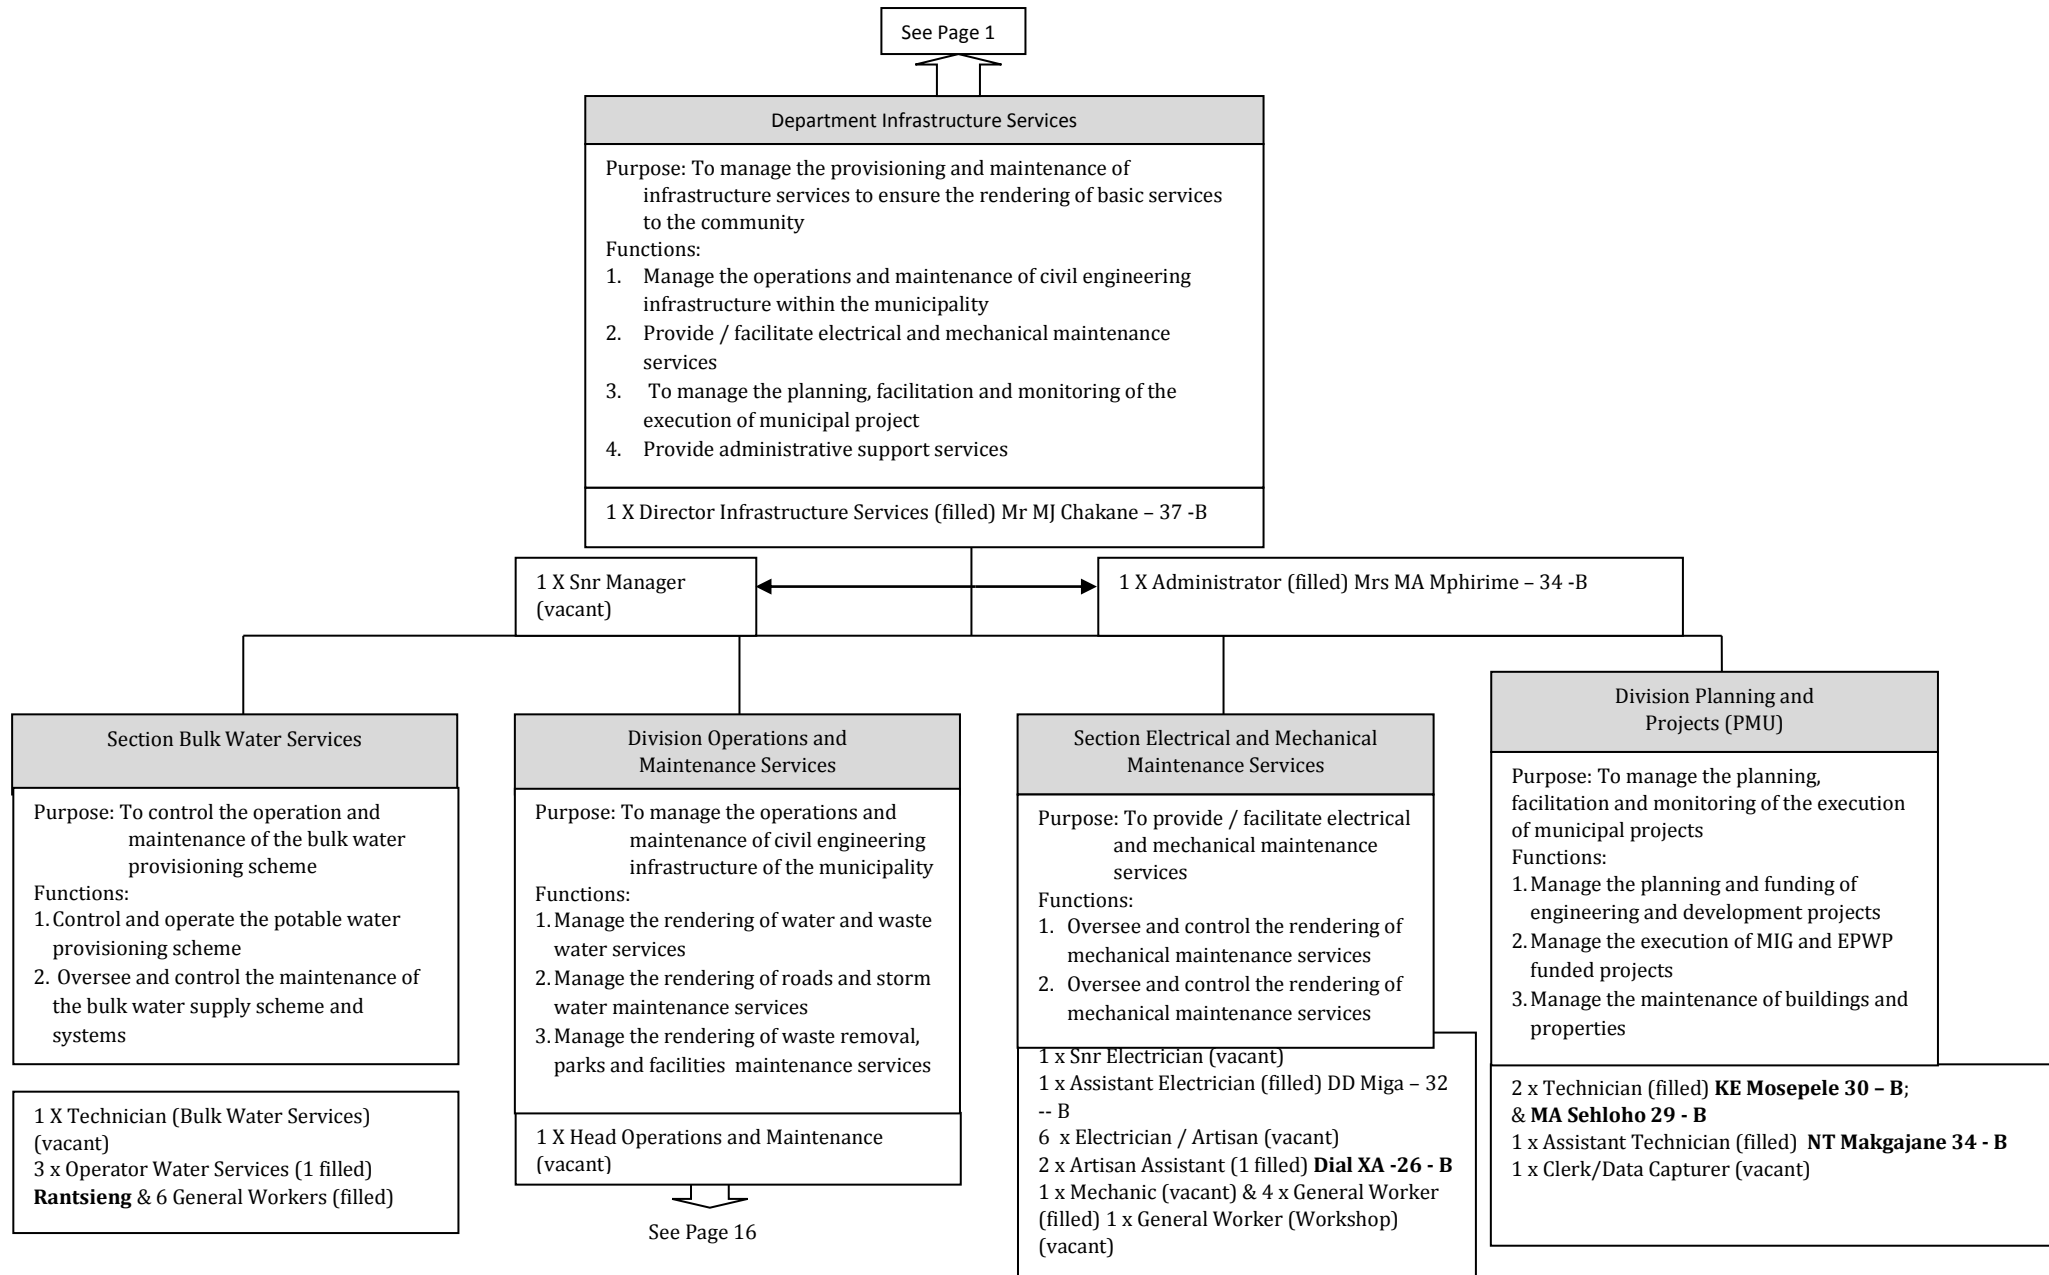 See Page 1
Department Infrastructure Services
Purpose: To manage the provisioning and maintenance of
infrastructure services to ensure the rendering of basic services
to the community
Functions:
1. Manage the operations and maintenance of civil engineering
infrastructure within the municipality
2. Provide / facilitate electrical and mechanical maintenance
services
3. To manage the planning, facilitation and monitoring of the
execution of municipal project
4. Provide administrative support services
1 X Director Infrastructure Services (filled) Mr MJ Chakane – 37 -B
1 X Snr Manager
(vacant)
1 X Administrator (filled) Mrs MA Mphirime – 34 -B
Section Bulk Water Services
Purpose: To control the operation and
maintenance of the bulk water
provisioning scheme
Functions:
1. Control and operate the potable water
provisioning scheme
2. Oversee and control the maintenance of
the bulk water supply scheme and
systems
1 X Technician (Bulk Water Services)
(vacant)
3 x Operator Water Services (1 filled)
Rantsieng & 6 General Workers (filled)
Division Operations and
Maintenance Services
Purpose: To manage the operations and
maintenance of civil engineering
infrastructure of the municipality
Functions:
1. Manage the rendering of water and waste
water services
2. Manage the rendering of roads and storm
water maintenance services
3. Manage the rendering of waste removal,
parks and facilities maintenance services
1 X Head Operations and Maintenance
(vacant)
See Page 16
Section Electrical and Mechanical
Maintenance Services
Purpose: To provide / facilitate electrical
and mechanical maintenance
services
Functions:
1. Oversee and control the rendering of
mechanical maintenance services
2. Oversee and control the rendering of
mechanical maintenance services
1 x Snr Electrician (vacant)
1 x Assistant Electrician (filled) DD Miga – 32
-- B
6 x Electrician / Artisan (vacant)
2 x Artisan Assistant (1 filled) Dial XA -26 - B
1 x Mechanic (vacant) & 4 x General Worker
(filled) 1 x General Worker (Workshop)
(vacant)
Division Planning and
Projects (PMU)
Purpose: To manage the planning,
facilitation and monitoring of the execution
of municipal projects
Functions:
1. Manage the planning and funding of
engineering and development projects
2. Manage the execution of MIG and EPWP
funded projects
3. Manage the maintenance of buildings and
properties
2 x Technician (filled) KE Mosepele 30 – B;
& MA Sehloho 29 - B
1 x Assistant Technician (filled) NT Makgajane 34 - B
1 x Clerk/Data Capturer (vacant)